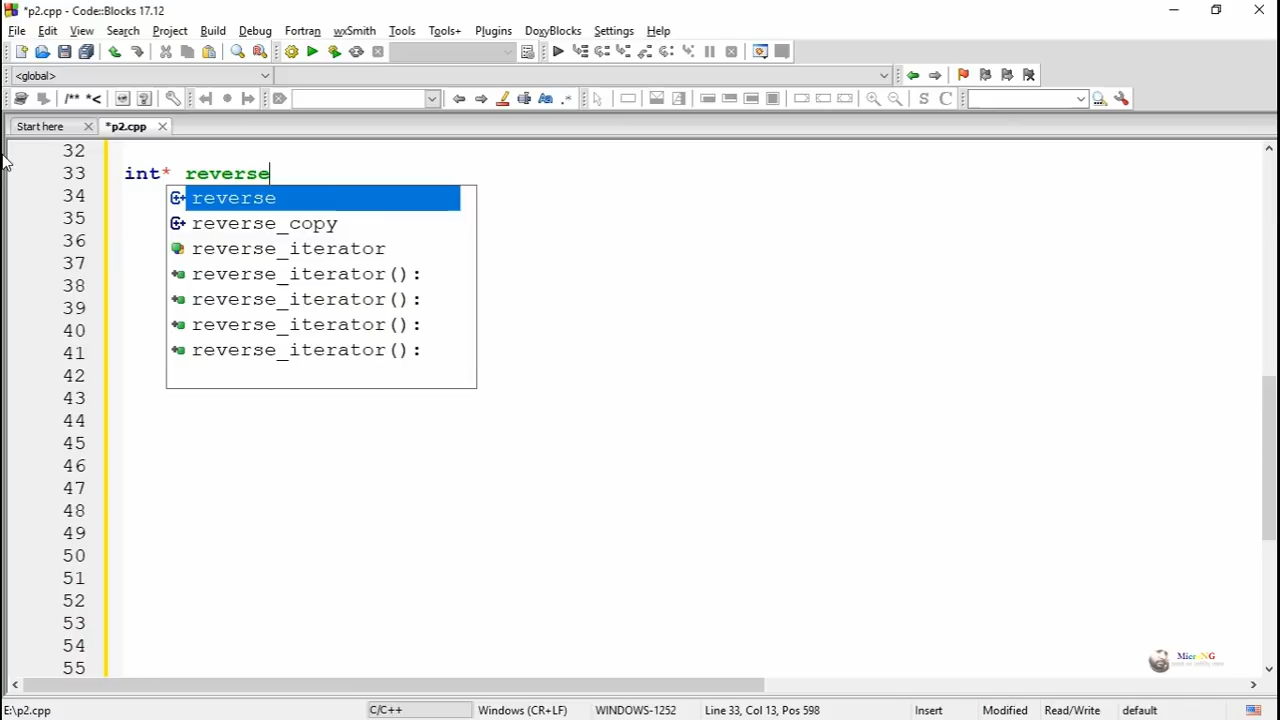 *p2.cpp - Code::Blocks 17.12
File Edit View Search Project Build Debug Fortran wxSmith Tools Tools+ Plugins DoxyBlocks Settings Help
<global>
/** *<
S C
Start here *p2.cpp
32
33 int* reverse
34 reverse
35 reverse_copy
36 reverse_iterator
37 reverse_iterator():
38 reverse_iterator():
39 reverse_iterator():
40 reverse_iterator():
41
42
43
44
45
46
47
48
49
50
51
52
53
54
55
MicroNG
E:\p2.cpp C/C++ Windows (CR+LF) WINDOWS-1252 Line 33, Col 13, Pos 598 Insert Modified Read/Write default